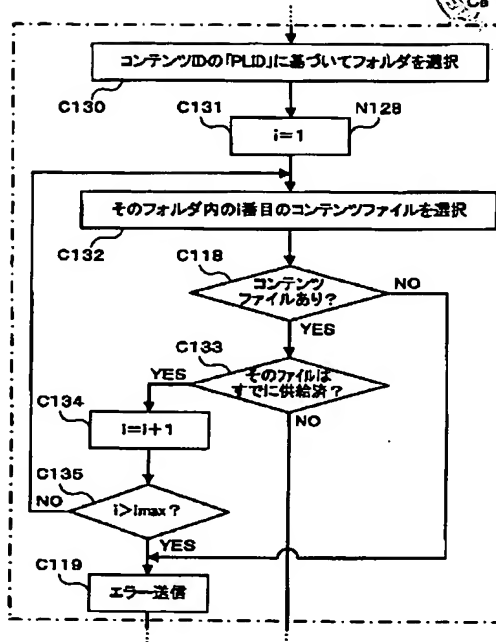 Ca
コンテンツIDの「PLID」に基づいてフォルダを選択
C130
C131
N128
i=1
そのフォルダ内のi番目のコンテンツファイルを選択
C132
C118
コンテンツ
ファイルあり?
NO
YES
C133
そのファイルは
すでに供給済?
YES
NO
C134
i=i+1
C135
i>imax?
NO
YES
C119
エラー送信